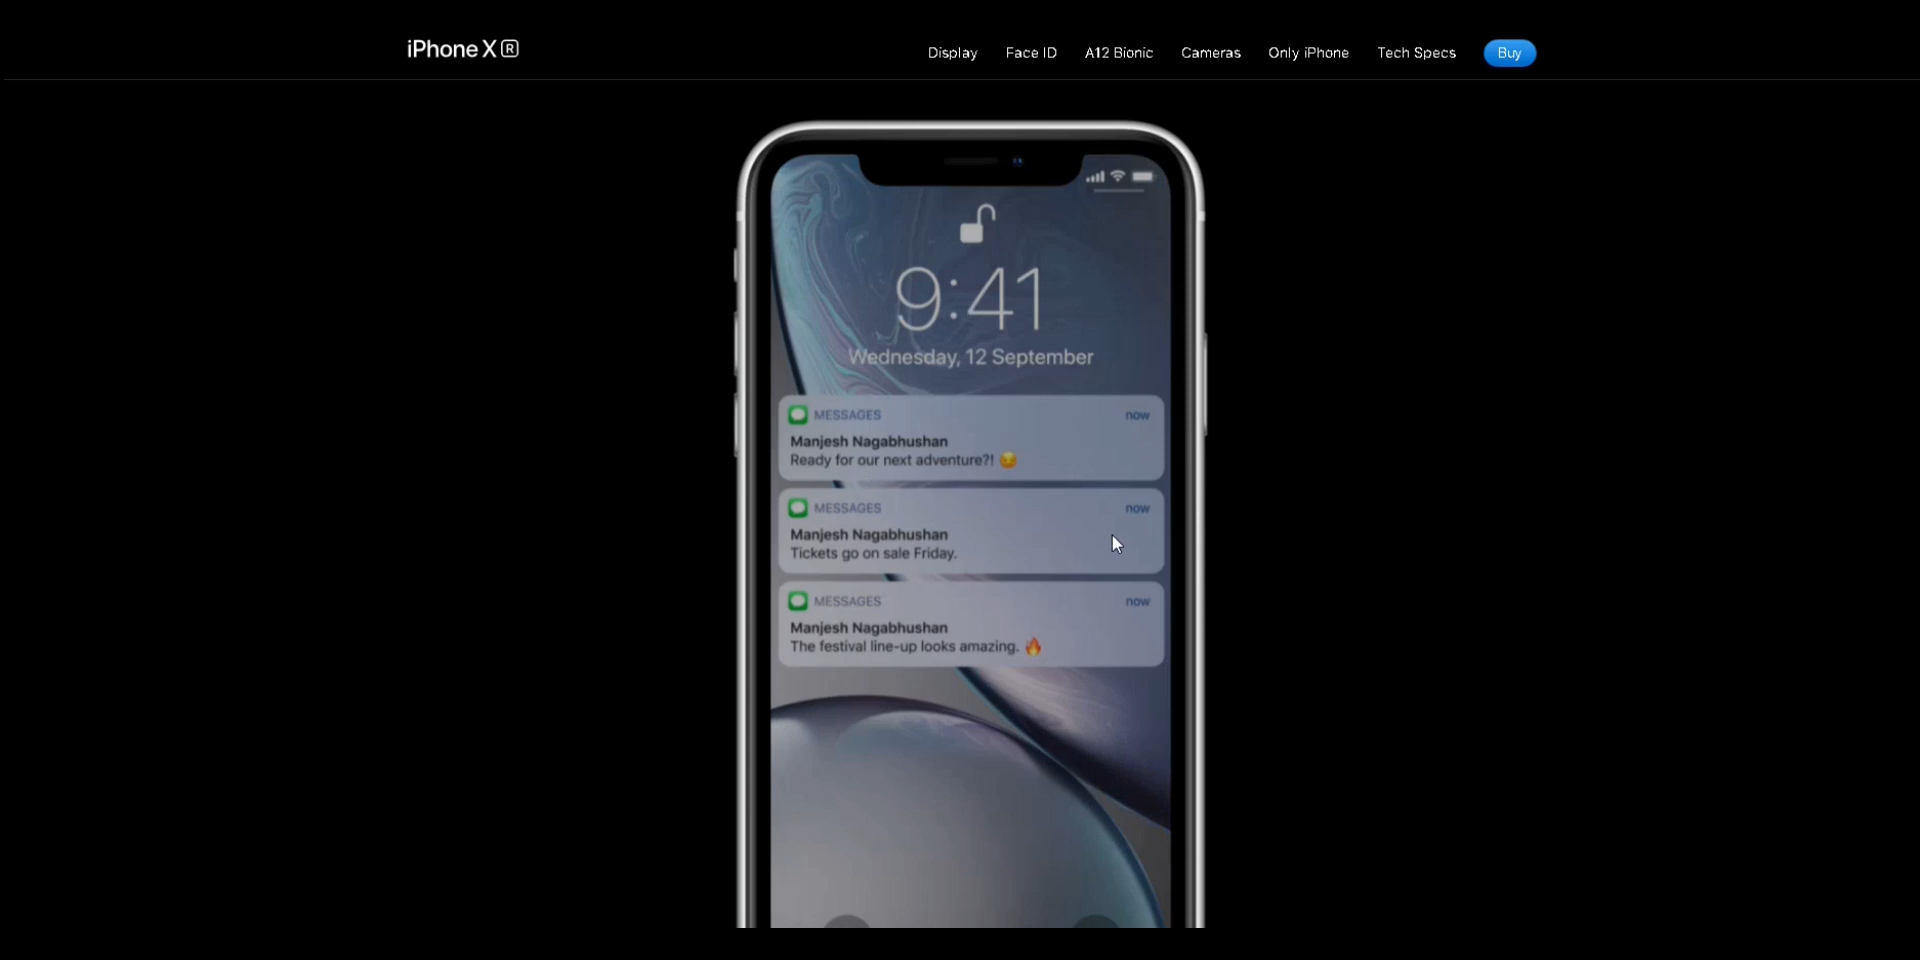 iPhone XR
Display Face ID A12 Bionic Cameras Only iPhone Tech Specs Buy
9:41
Wednesday, 12 September
MESSAGES now
Manjesh Nagabhushan
Ready for our next adventure?! 😉
MESSAGES now
Manjesh Nagabhushan
Tickets go on sale Friday.
MESSAGES now
Manjesh Nagabhushan
The festival line-up looks amazing. 🔥